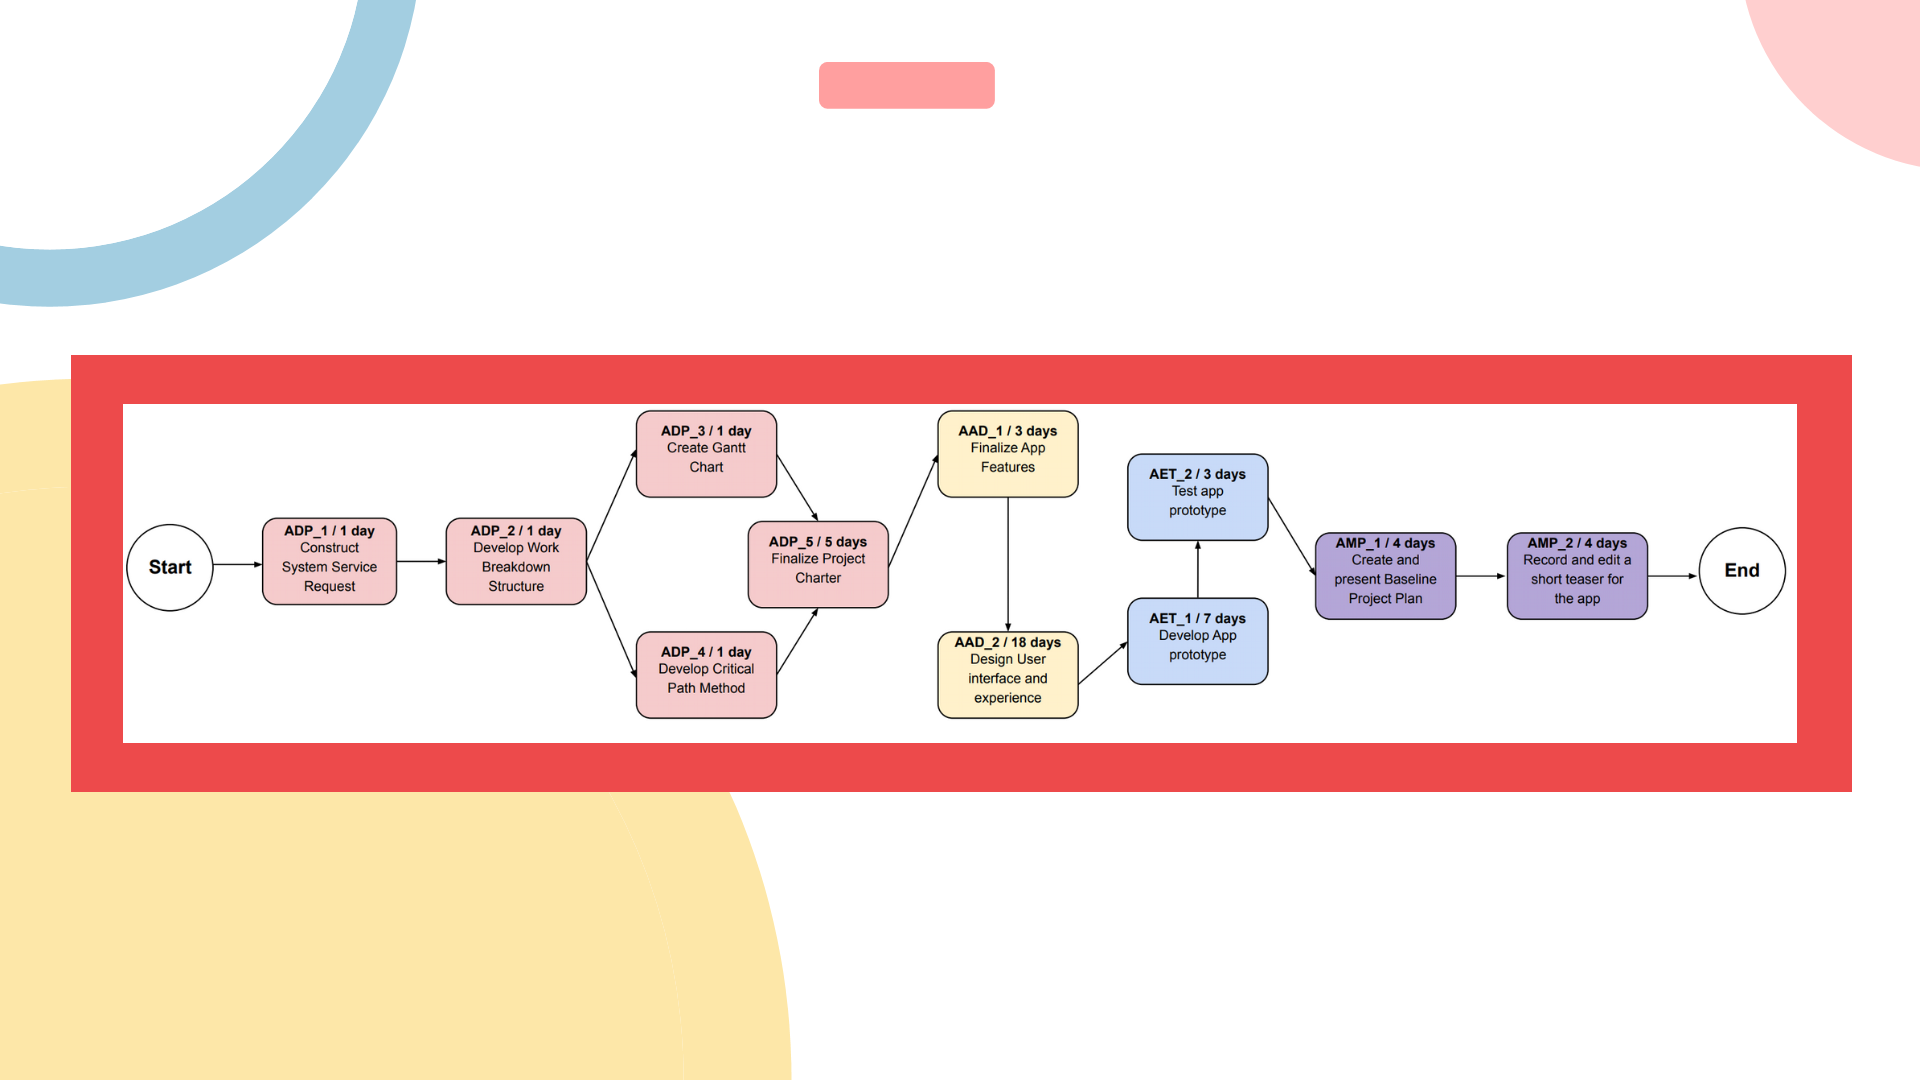 Start
ADP_1 / 1 day
Construct
System Service
Request
ADP_2 / 1 day
Develop Work
Breakdown
Structure
ADP_3 / 1 day
Create Gantt
Chart
ADP_4 / 1 day
Develop Critical
Path Method
ADP_5 / 5 days
Finalize Project
Charter
AAD_1 / 3 days
Finalize App
Features
AAD_2 / 18 days
Design User
interface and
experience
AET_1 / 7 days
Develop App
prototype
AET_2 / 3 days
Test app
prototype
AMP_1 / 4 days
Create and
present Baseline
Project Plan
AMP_2 / 4 days
Record and edit a
short teaser for
the app
End